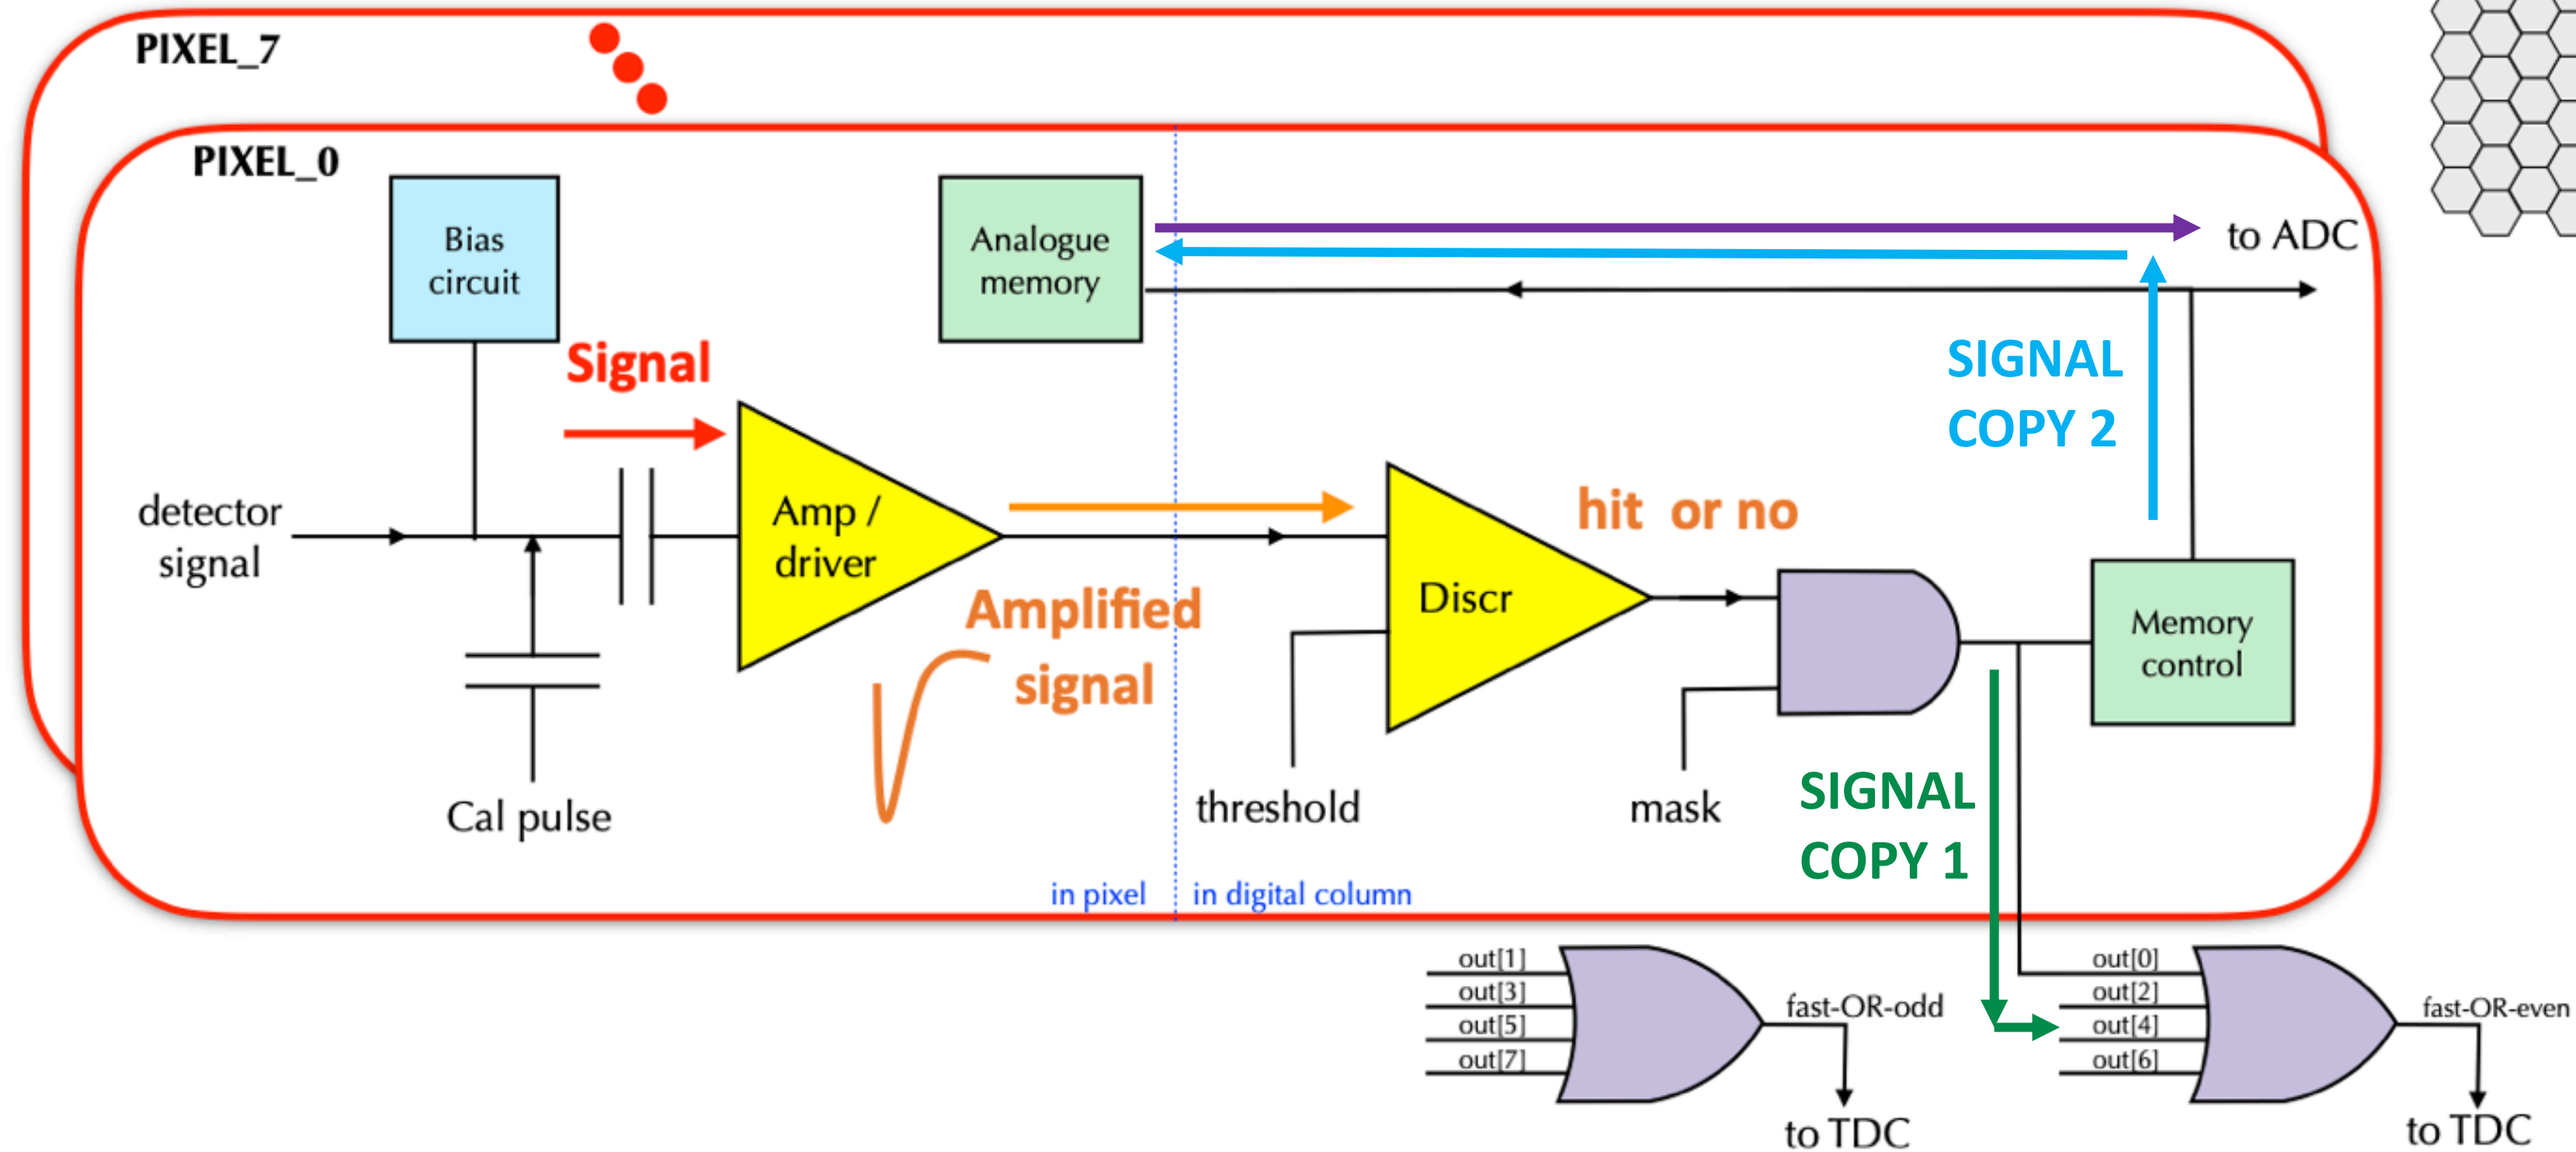 PIXEL_7
PIXEL_0
Bias
circuit
Analogue
memory
to ADC
Signal
SIGNAL
COPY 2
detector
signal
Amp /
driver
hit or no
Discr
Amplified
signal
Memory
control
Cal pulse
threshold
mask
SIGNAL
COPY 1
in pixel
in digital column
out[1]
out[3]
out[5]
out[7]
fast-OR-odd
to TDC
out[0]
out[2]
out[4]
out[6]
fast-OR-even
to TDC